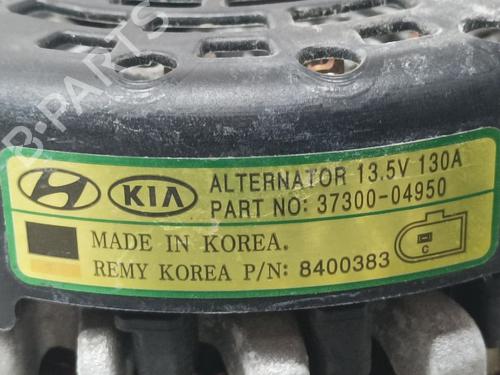 B-PARTS
KIA ALTERNATOR 13.5V 130A
PART NO: 37300-04950
MADE IN KOREA.
C
REMY KOREA P/N: 8400383